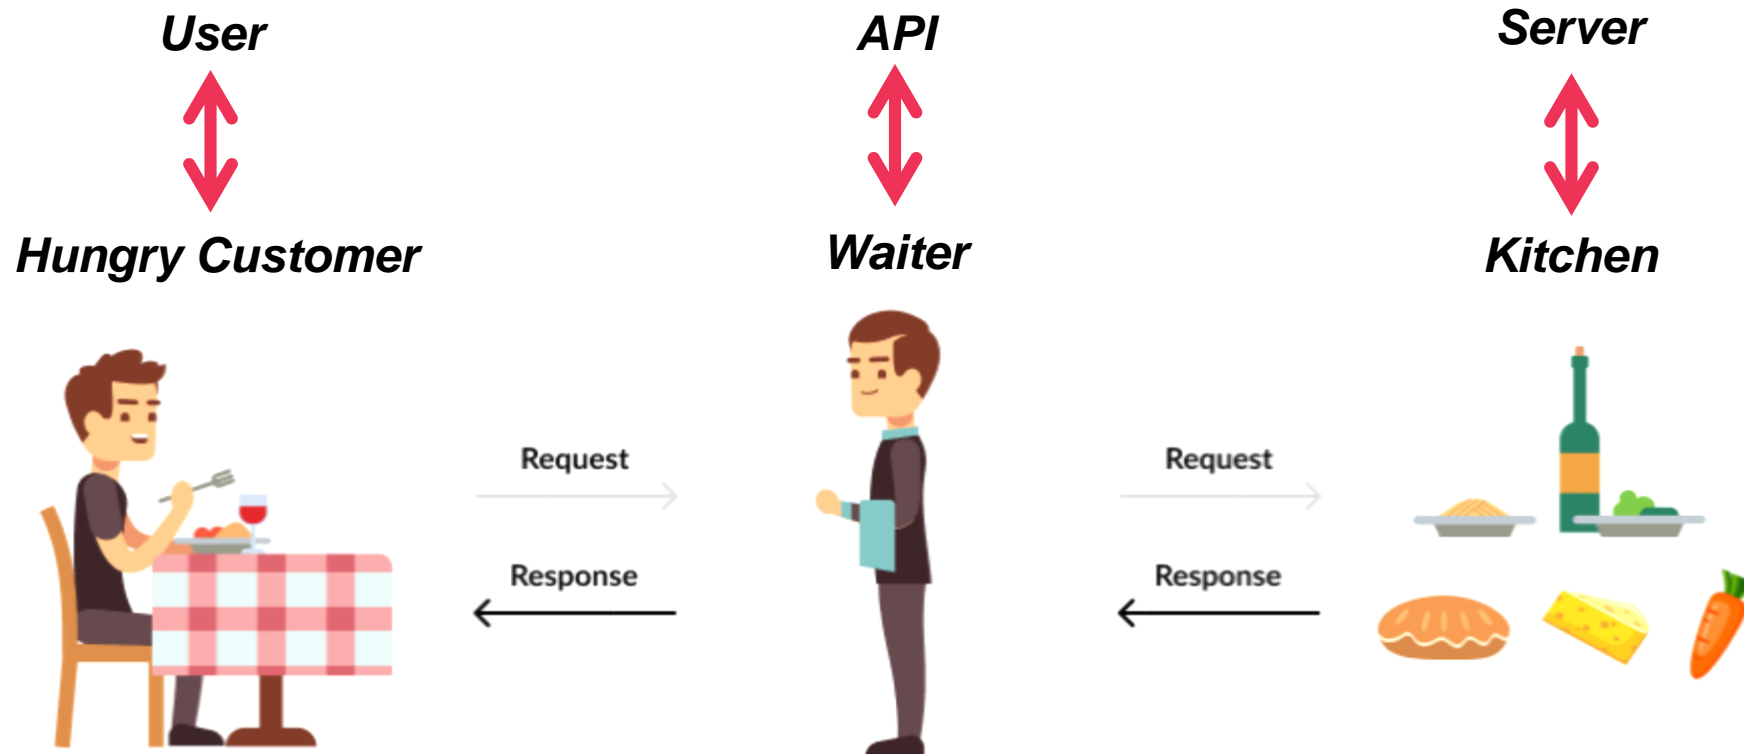 User
API
Server
Hungry Customer
Waiter
Kitchen
Request
Request
Response
Response